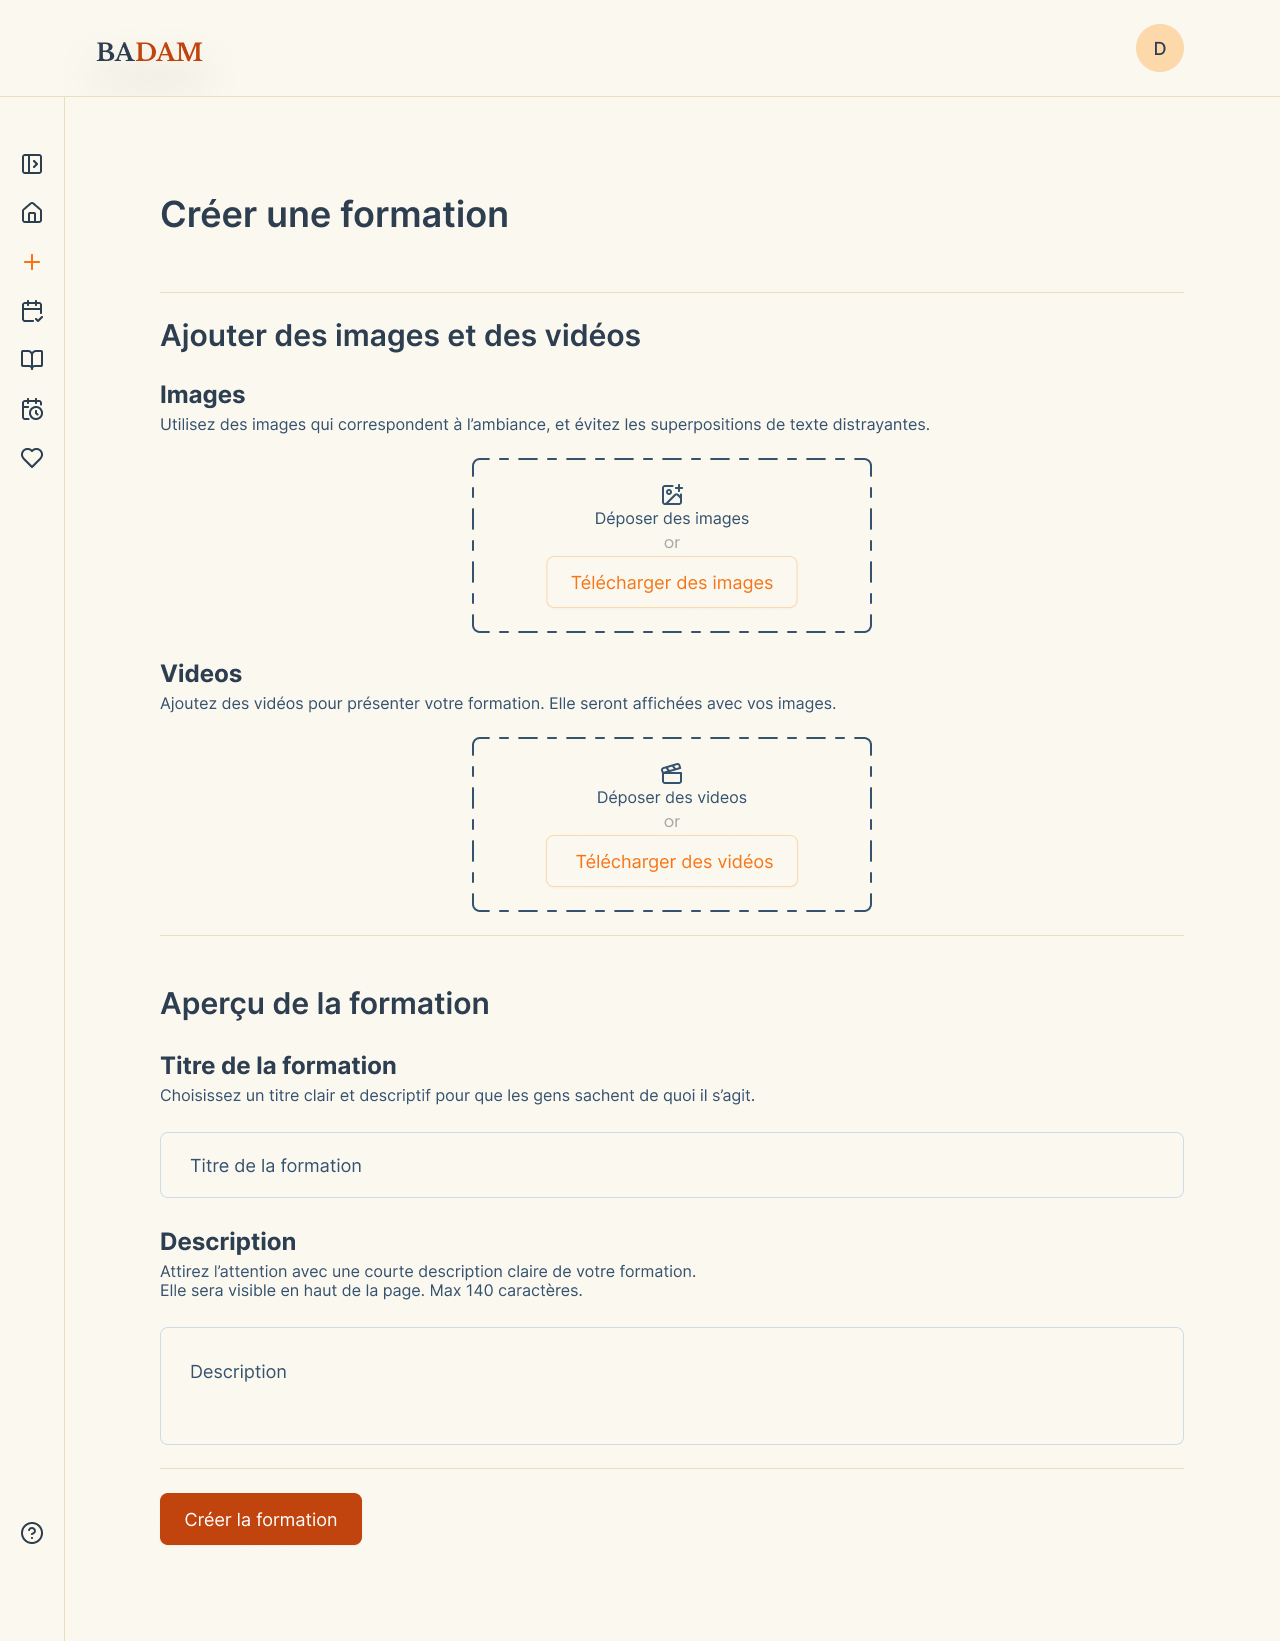 BADAM
D
Créer une formation
Ajouter des images et des vidéos
Images
Utilisez des images qui correspondent à l’ambiance, et évitez les superpositions de texte distrayantes.
Déposer des images
or
Télécharger des images
Videos
Ajoutez des vidéos pour présenter votre formation. Elle seront affichées avec vos images.
Déposer des videos
or
Télécharger des vidéos
Aperçu de la formation
Titre de la formation
Choisissez un titre clair et descriptif pour que les gens sachent de quoi il s’agit.
Titre de la formation
Description
Attirez l’attention avec une courte description claire de votre formation.
Elle sera visible en haut de la page. Max 140 caractères.
Description
Créer la formation